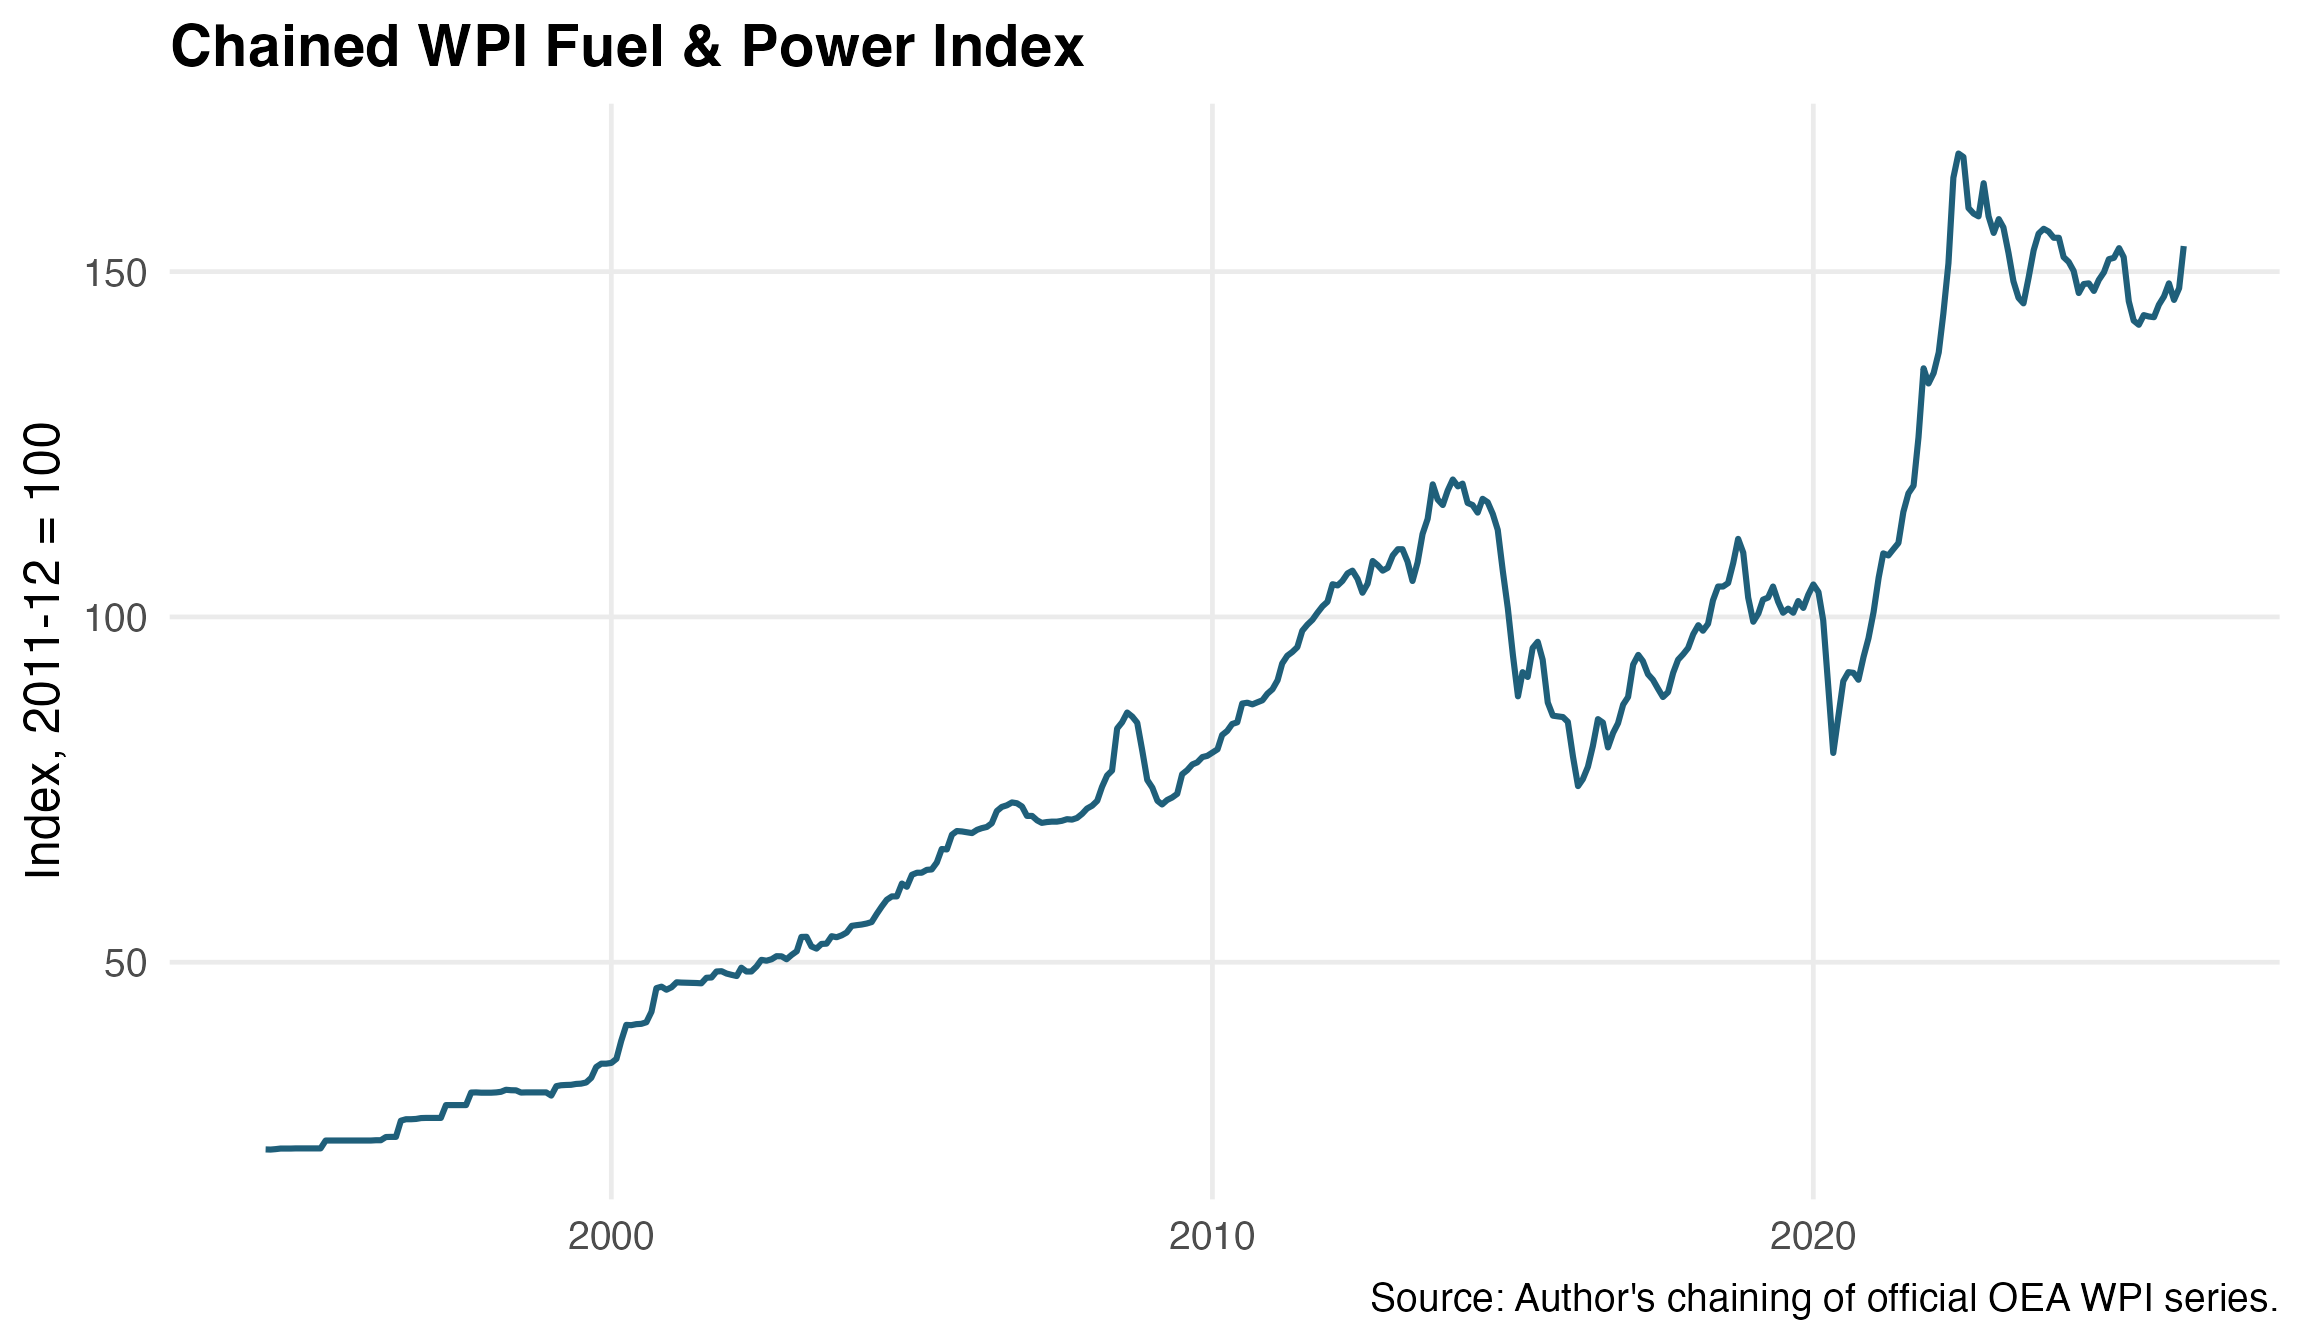 Chained WPI Fuel & Power Index
Index, 2011-12 = 100
150
100
50
2000
2010
2020
Source: Author's chaining of official OEA WPI series.